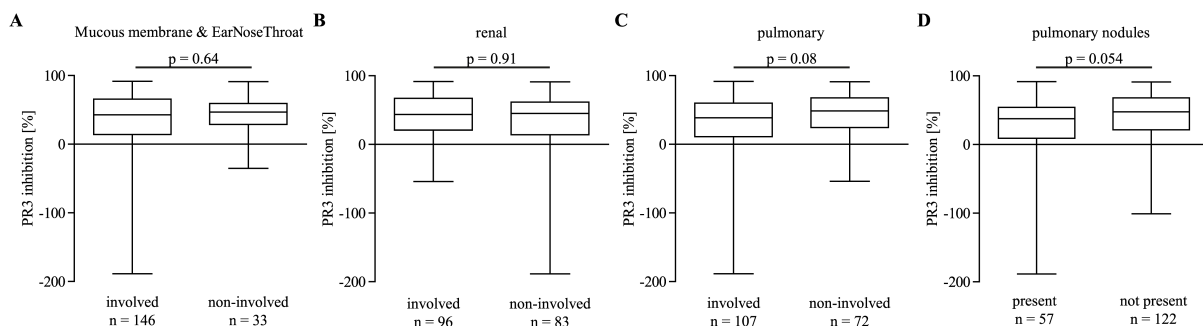 A
Mucous membrane & EarNoseThroat
p = 0.64
PR3 inhibition [%]
100
0
-100
-200
involved
n = 146
non-involved
n = 33
B
renal
p = 0.91
PR3 inhibition [%]
100
0
-100
-200
involved
n = 96
non-involved
n = 83
C
pulmonary
p = 0.08
PR3 inhibition [%]
100
0
-100
-200
involved
n = 107
non-involved
n = 72
D
pulmonary nodules
p = 0.054
PR3 inhibition [%]
100
0
-100
-200
present
n = 57
not present
n = 122